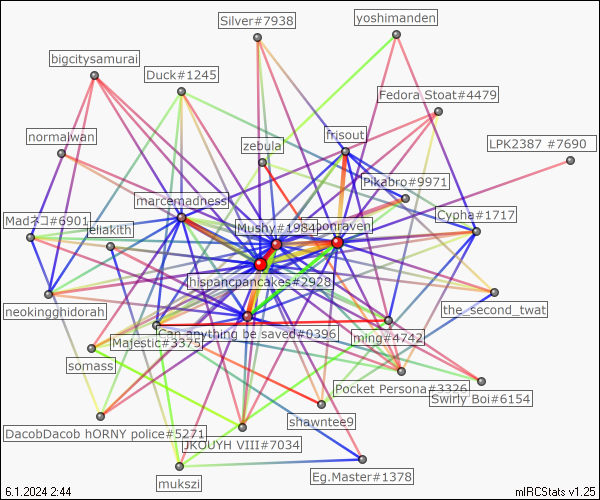 Silver#7938
yoshimanden
bigcitysamurai
Duck#1245
Fedora Stoat#4479
normalwan
frisout
zebula
LPK2387 #7690
Pikabro#9971
marcemadness
Madネコ#6901
eliakith
Mushy#1984
onraven
Cypha#1717
hispancpancakes#2928
neokingghidorah
the_second_twat
Can anything be saved#0396
Majestic#3375
ming#4742
somass
Pocket Persona#3326
Swirly Boi#6154
shawntee9
DacobDacob hORNY police#5271
JKOUYH VIII#7034
mukszi
Eg.Master#1378
6.1.2024 2:44
mIRCStats v1.25